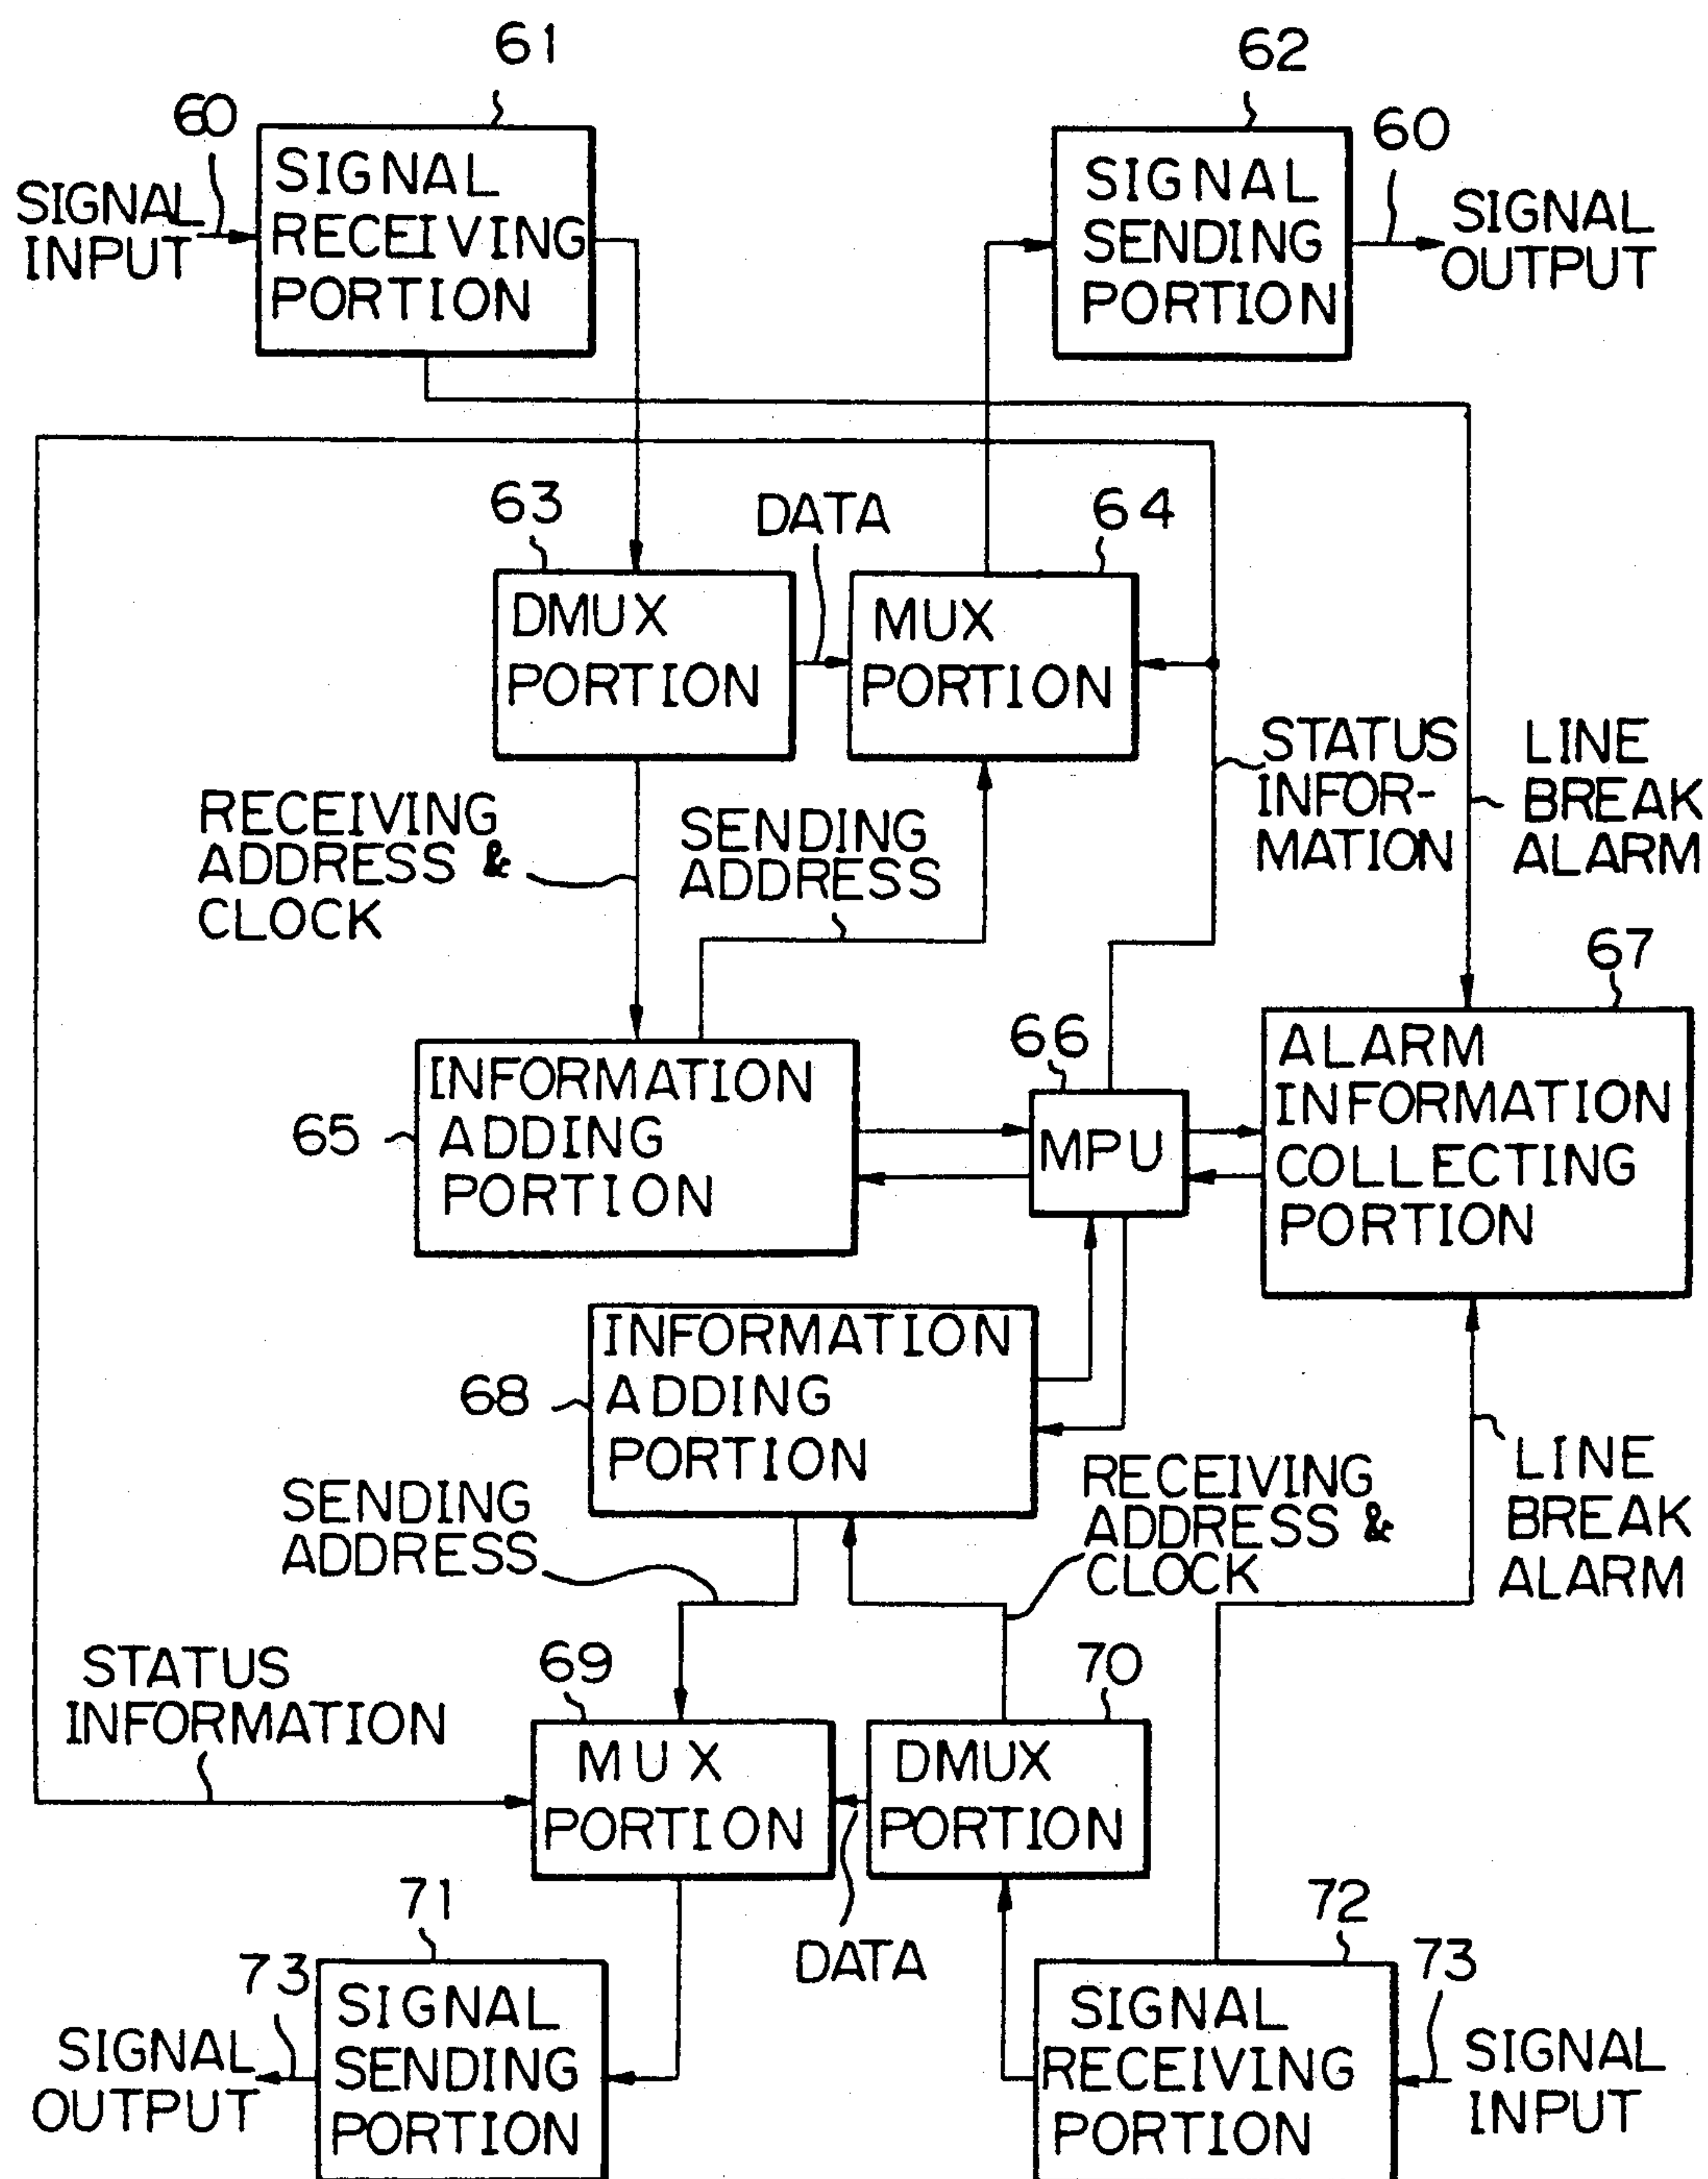 61
62
60
60
SIGNAL
INPUT
SIGNAL
RECEIVING
PORTION
SIGNAL
SENDING
PORTION
SIGNAL
OUTPUT
63
DATA
64
DMUX
PORTION
MUX
PORTION
STATUS
INFOR-
MATION
LINE
BREAK
ALARM
RECEIVING
ADDRESS &
CLOCK
SENDING
ADDRESS
67
66
65
INFORMATION
ADDING
PORTION
MPU
ALARM
INFORMATION
COLLECTING
PORTION
68
INFORMATION
ADDING
PORTION
SENDING
ADDRESS
RECEIVING
ADDRESS &
CLOCK
LINE
BREAK
ALARM
STATUS
INFORMATION
69
70
MUX
PORTION
DMUX
PORTION
71
DATA
72
73
73
SIGNAL
OUTPUT
SIGNAL
SENDING
PORTION
SIGNAL
RECEIVING
PORTION
SIGNAL
INPUT